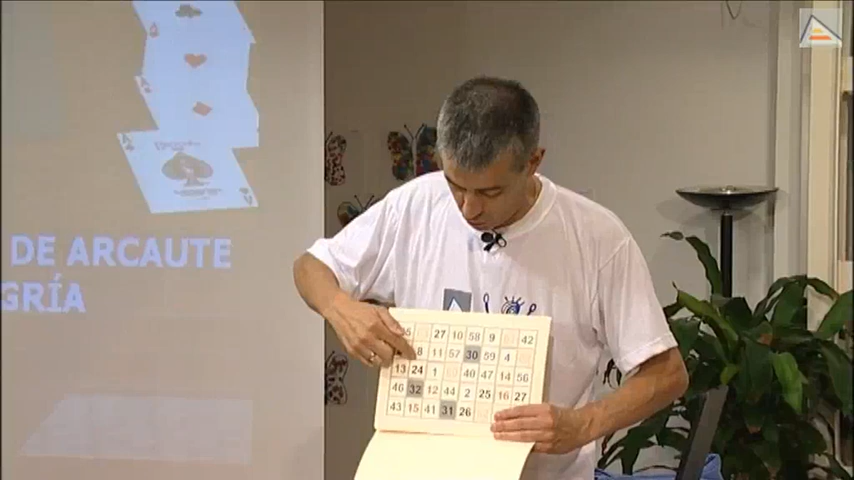 A
A
A
DE ARCAUTE
GRÍA
5 27 10 58 9 42
8 11 57 30 59 4
13 24 1 40 47 14 56
46 32 12 44 2 25 16 27
43 15 41 31 26